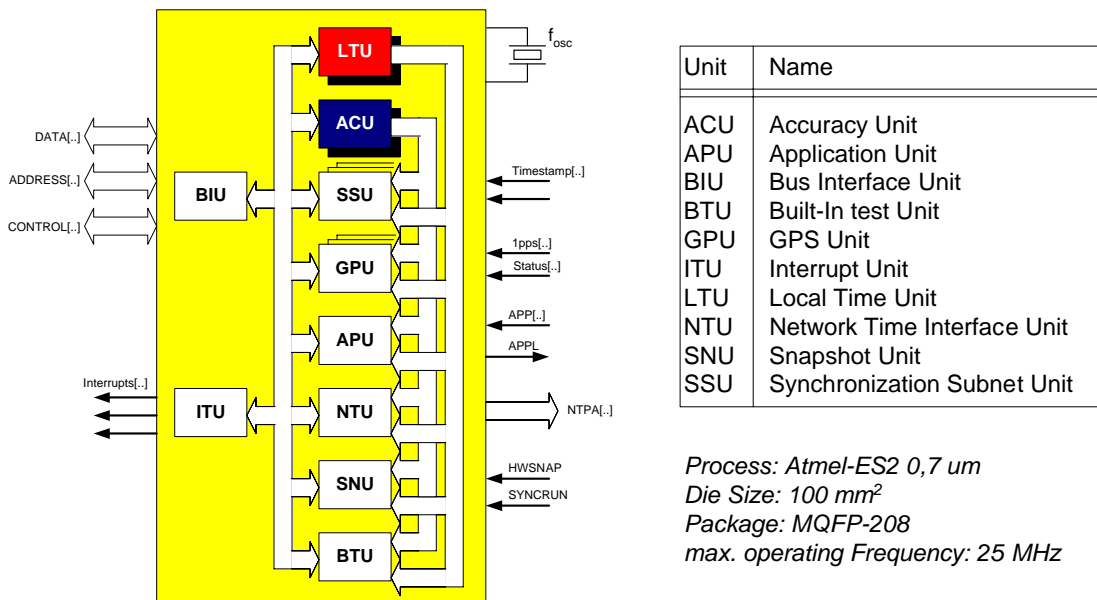 LTU
f_osc
ACU
DATA[..]
ADDRESS[..]
CONTROL[..]
BIU
SSU
Timestamp[..]
GPU
1pps[..]
Status[..]
APU
APP[..]
APPL
Interrupts[..]
ITU
NTU
NTPA[..]
SNU
HWSNAP
SYNCRUN
BTU
Unit Name
ACU Accuracy Unit
APU Application Unit
BIU Bus Interface Unit
BTU Built-In test Unit
GPU GPS Unit
ITU Interrupt Unit
LTU Local Time Unit
NTU Network Time Interface Unit
SNU Snapshot Unit
SSU Synchronization Subnet Unit
Process: Atmel-ES2 0,7 um
Die Size: 100 mm²
Package: MQFP-208
max. operating Frequency: 25 MHz